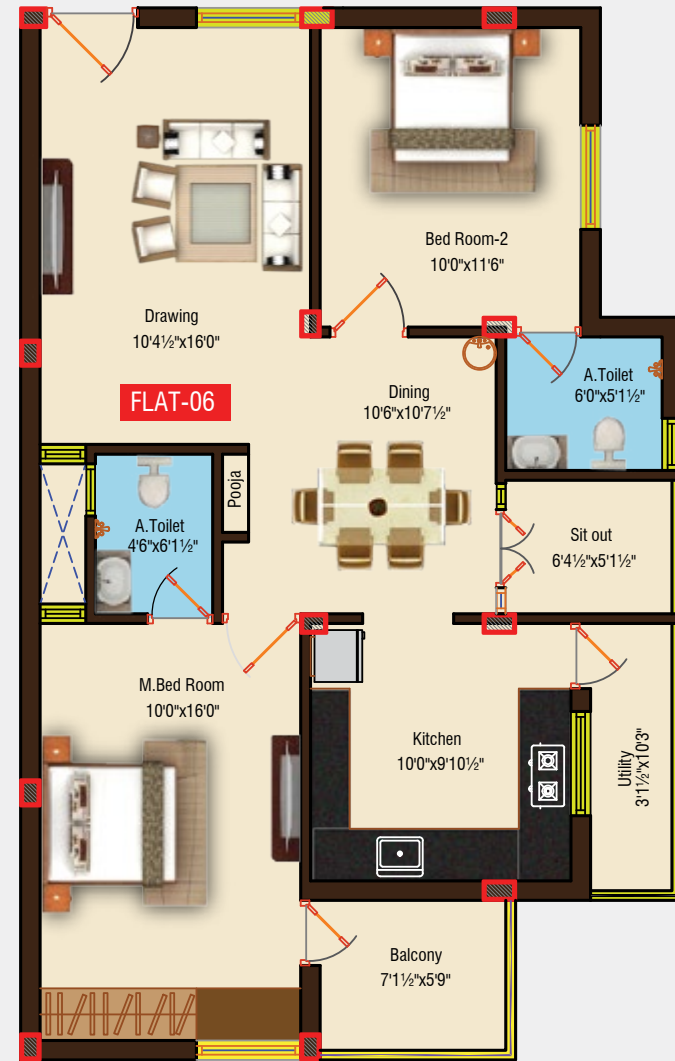 Bed Room-2
10'0"x11'6"
Drawing
10'4½"x16'0"
FLAT-06
A.Toilet
6'0"x5'1½"
Dining
10'6"x10'7½"
Pooja
A.Toilet
4'6"x6'1½"
Sit out
6'4½"x5'1½"
M.Bed Room
10'0"x16'0"
Kitchen
10'0"x9'10½"
Utility
3'1½"x10'3"
Balcony
7'1½"x5'9"